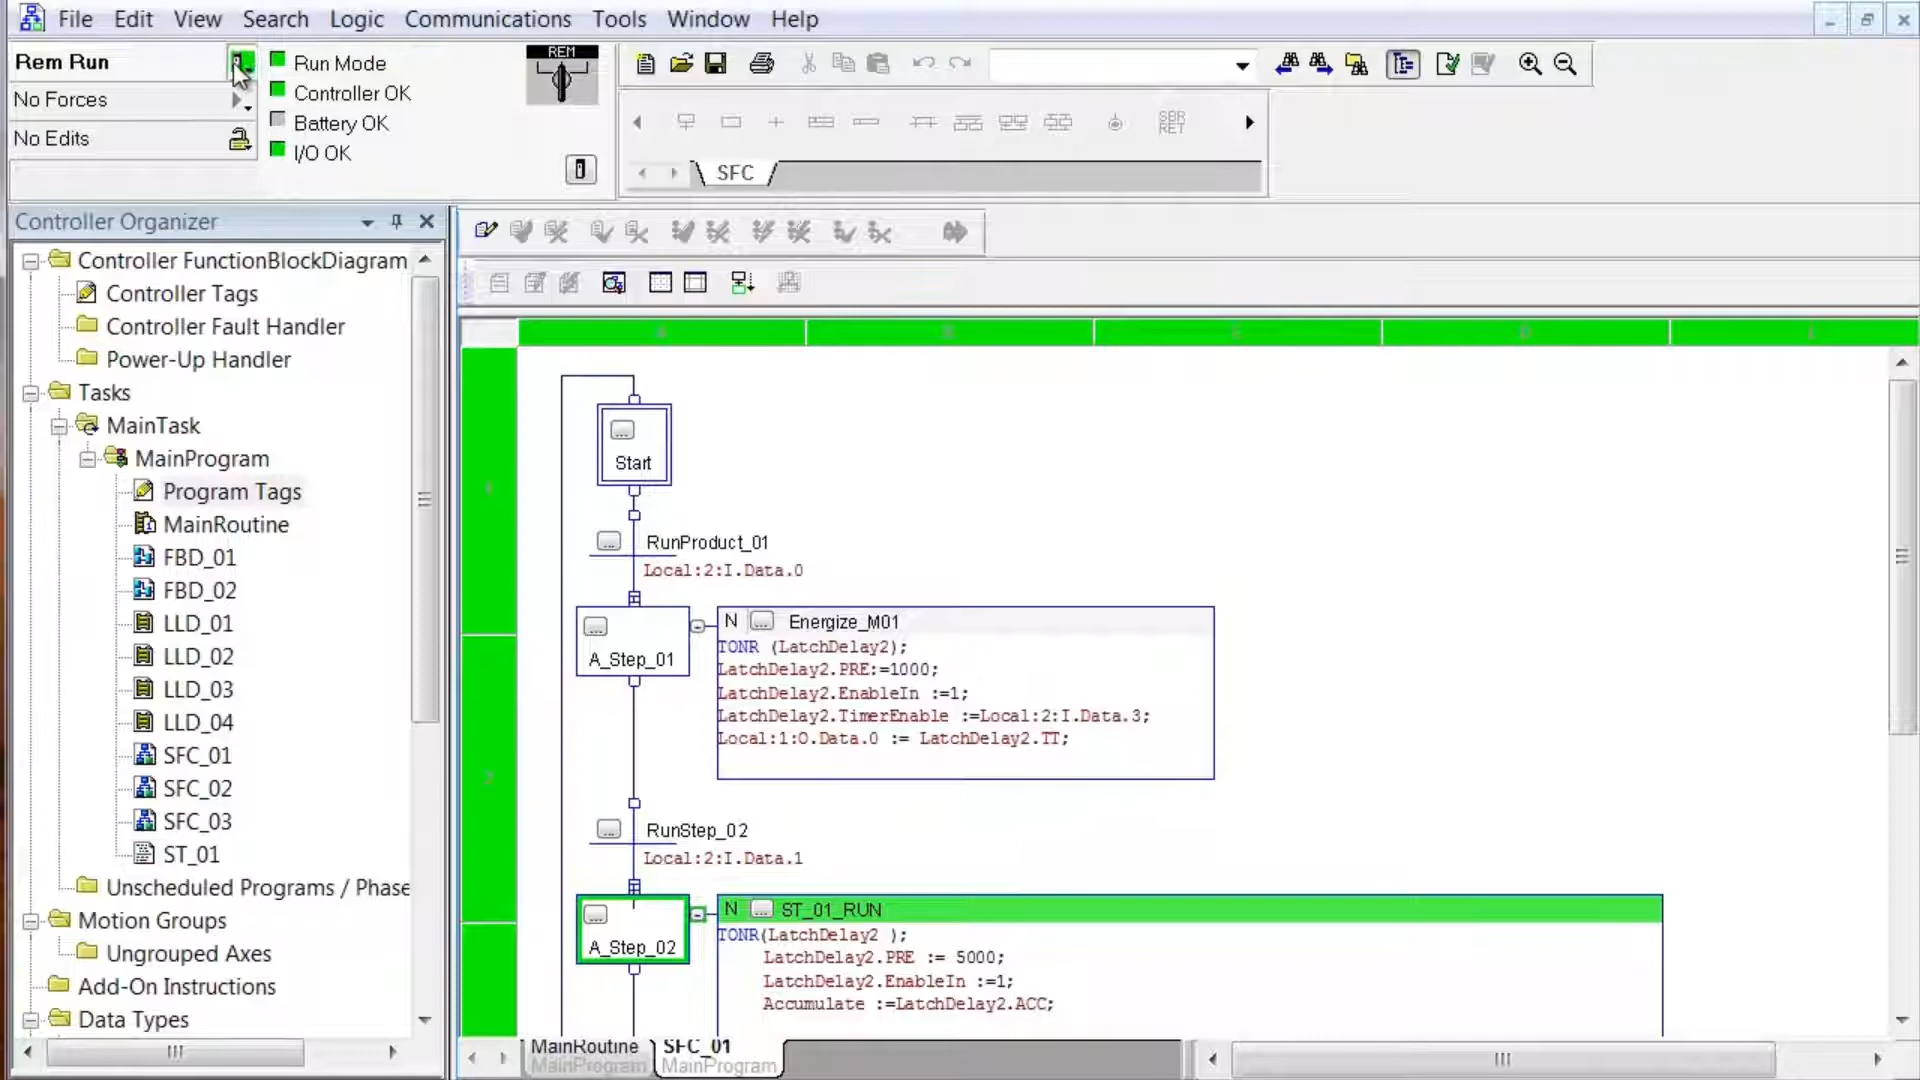 File Edit View Search Logic Communications Tools Window Help
Rem Run
No Forces
No Edits
Run Mode
Controller OK
Battery OK
I/O OK
REM
SBR
RET
SFC
Controller Organizer
Controller FunctionBlockDiagram
Controller Tags
Controller Fault Handler
Power-Up Handler
Tasks
MainTask
MainProgram
Program Tags
MainRoutine
FBD_01
FBD_02
LLD_01
LLD_02
LLD_03
LLD_04
SFC_01
SFC_02
SFC_03
ST_01
Unscheduled Programs / Phase
Motion Groups
Ungrouped Axes
Add-On Instructions
Data Types
Start
RunProduct_01
Local:2:I.Data.0
A_Step_01
N Energize_M01
TONR (LatchDelay2);
LatchDelay2.PRE:=1000;
LatchDelay2.EnableIn :=1;
LatchDelay2.TimerEnable :=Local:2:I.Data.3;
Local:1:O.Data.0 := LatchDelay2.TT;
RunStep_02
Local:2:I.Data.1
A_Step_02
N ST_01_RUN
TONR(LatchDelay2 );
LatchDelay2.PRE := 5000;
LatchDelay2.EnableIn :=1;
Accumulate :=LatchDelay2.ACC;
MainRoutine
MainProgram
SFC_01
MainProgram